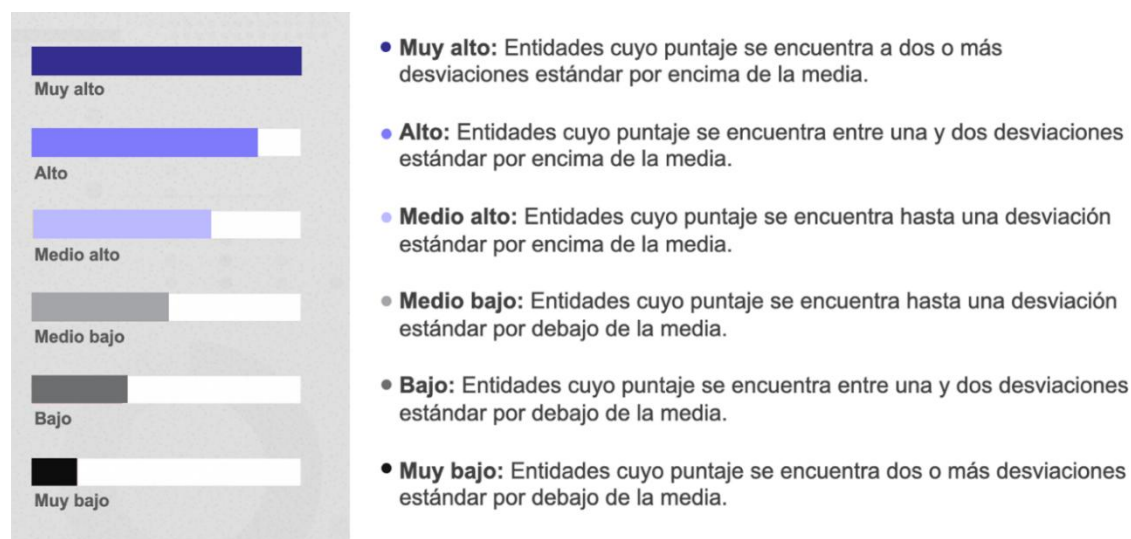 Muy alto
Alto
Medio alto
Medio bajo
Bajo
Muy bajo
Muy alto: Entidades cuyo puntaje se encuentra a dos o más
desviaciones estándar por encima de la media.
Alto: Entidades cuyo puntaje se encuentra entre una y dos desviaciones
estándar por encima de la media.
Medio alto: Entidades cuyo puntaje se encuentra hasta una desviación
estándar por encima de la media.
Medio bajo: Entidades cuyo puntaje se encuentra hasta una desviación
estándar por debajo de la media.
Bajo: Entidades cuyo puntaje se encuentra entre una y dos desviaciones
estándar por debajo de la media.
Muy bajo: Entidades cuyo puntaje se encuentra dos o más desviaciones
estándar por debajo de la media.